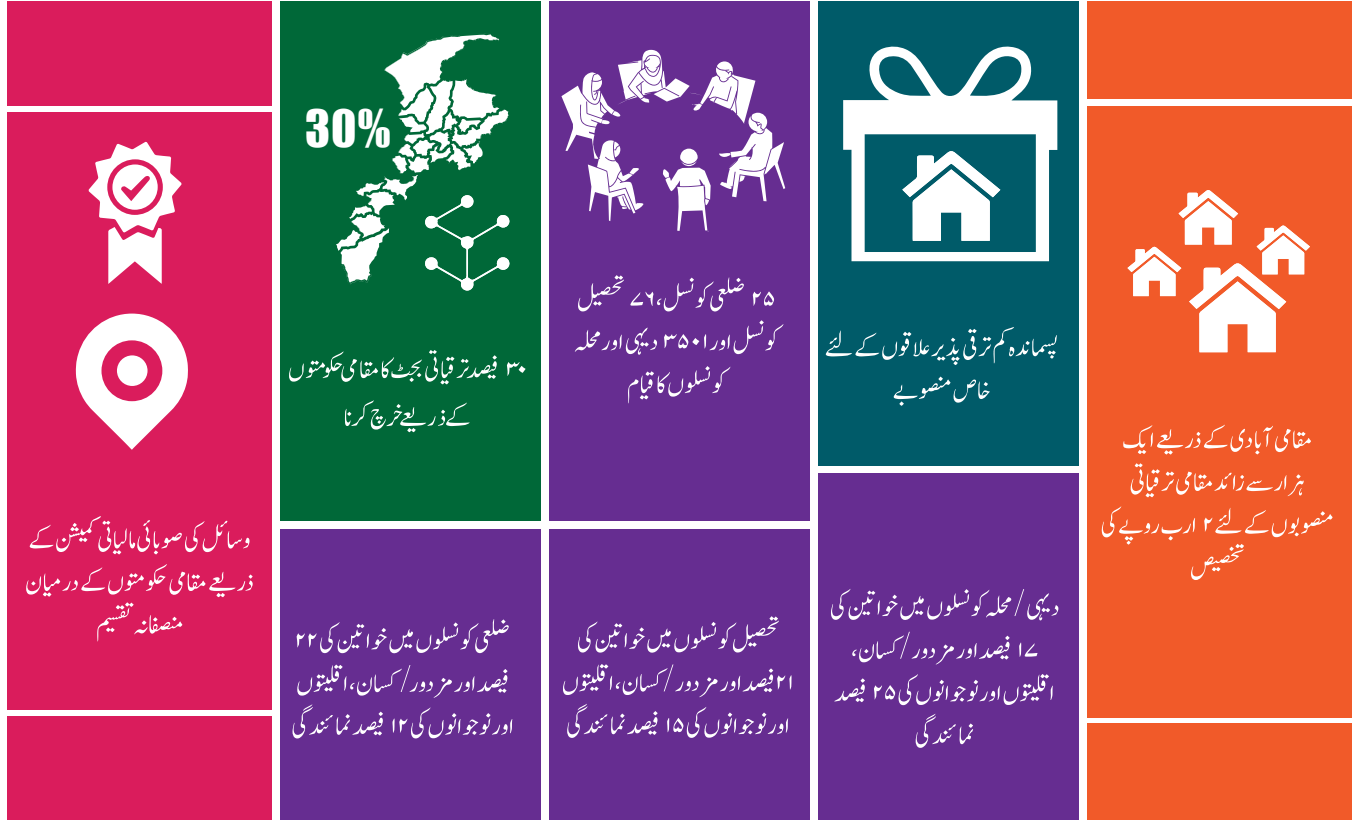 مقامی آبادی کے ذریعے ایک
ہزار سے زائد مقامی ترقیاتی
منصوبوں کے لئے ۲ ارب روپے کی
تخصیص
پسماندہ کم ترقی پذیر علاقوں کے لئے
خاص منصوبے
دیہی / محلہ کونسلوں میں خواتین کی
۱۷ فیصد اور مزدور / کسان،
اقلیتوں اور نوجوانوں کی ۲۵ فیصد
نمائندگی
۲۵ ضلعی کونسل، ۷۶ تحصیل
کونسل اور ۳۵۰۱ دیہی اور محلہ
کونسلوں کا قیام
تحصیل کونسلوں میں خواتین کی
۲۱ فیصد اور مزدور / کسان، اقلیتوں
اور نوجوانوں کی ۱۵ فیصد نمائندگی
30%
۳۰ فیصد ترقیاتی بجٹ کا مقامی حکومتوں
کے ذریعے خرچ کرنا
ضلعی کونسلوں میں خواتین کی ۲۲
فیصد اور مزدور / کسان، اقلیتوں
اور نوجوانوں کی ۱۲ فیصد نمائندگی
وسائل کی صوبائی مالیاتی کمیشن کے
ذریعے مقامی حکومتوں کے درمیان
منصفانہ تقسیم